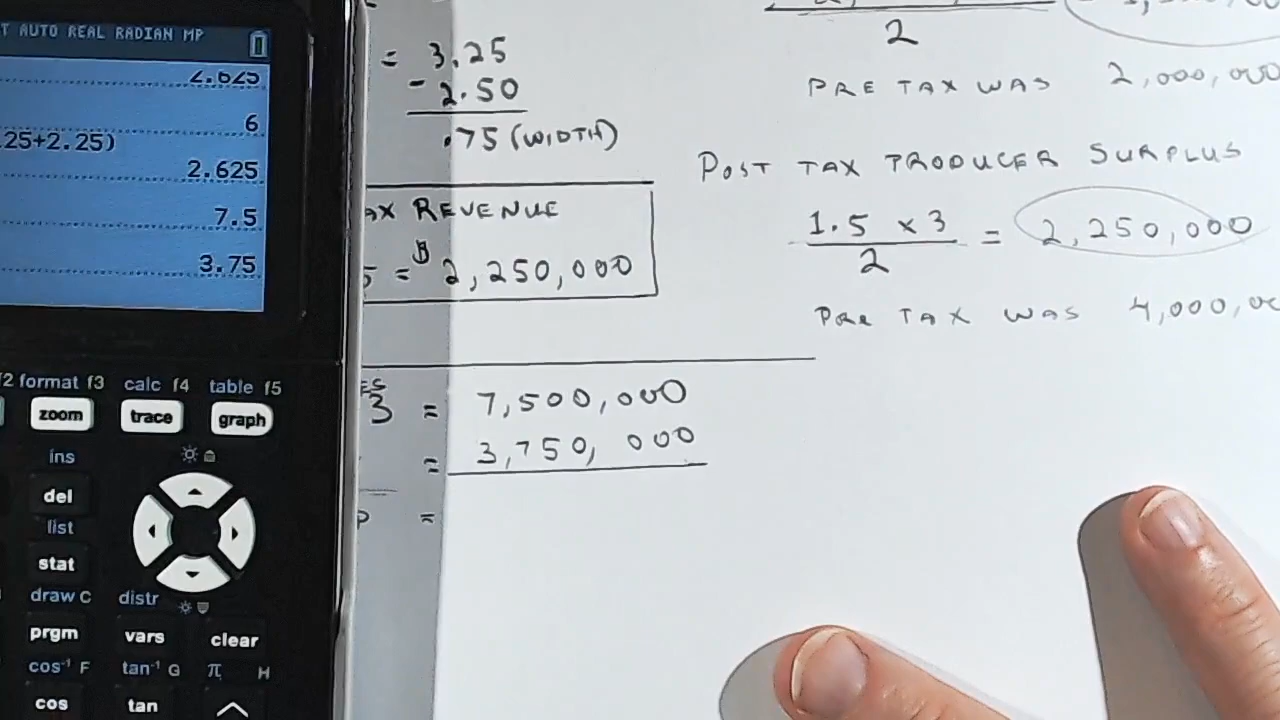 T AUTO REAL RADIAN MP
2.625
6
25+2.25)
2.625
7.5
3.75
f2 format f3 calc f4 table f5
zoom trace graph
ins
del
list
stat
draw C distr
prgm vars clear
cos⁻¹ F tan⁻¹ G π H
cos tan
= 3.25
- 2.50
.75 (WIDTH)
AX REVENUE
5 = $ 2,250,000
ES
3 = 7,500,000
= 3,750,000
P =
2
PRE TAX WAS 2,000,000
POST TAX PRODUCER SURPLUS
1.5 x 3
2
= 2,250,000
PRE TAX WAS 4,000,00